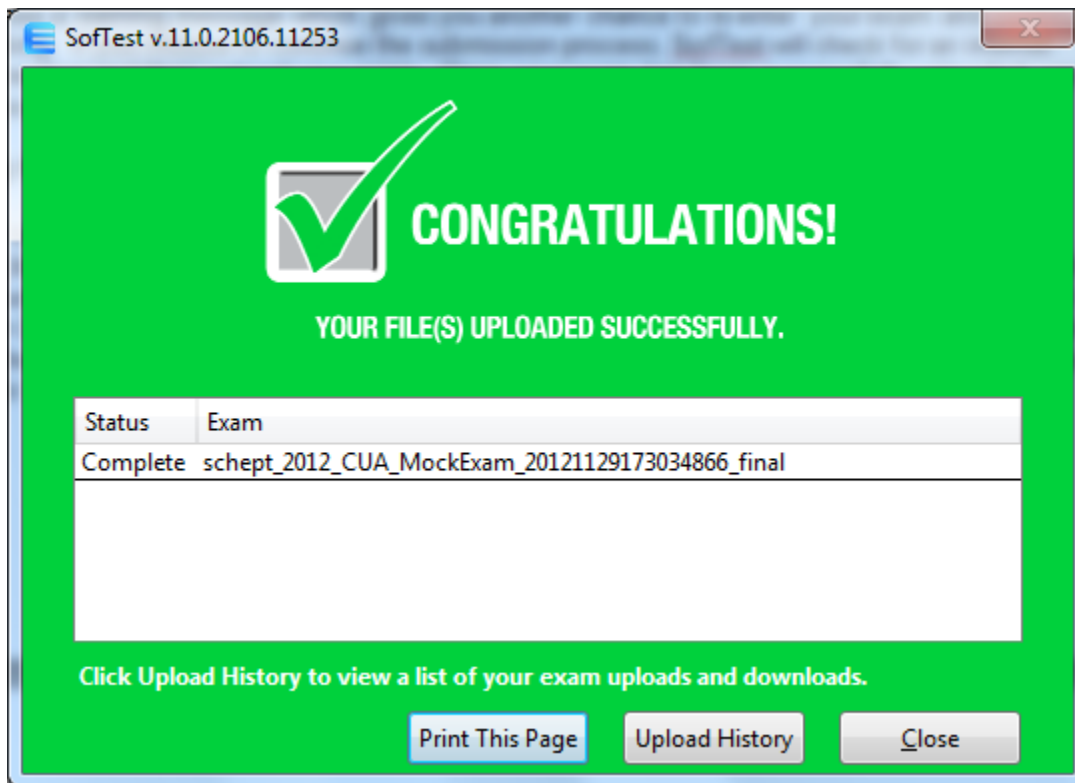 SofTest v.11.0.2106.11253
CONGRATULATIONS!
YOUR FILE(S) UPLOADED SUCCESSFULLY.
Status Exam
Complete schept_2012_CUA_MockExam_20121129173034866_final
Click Upload History to view a list of your exam uploads and downloads.
Print This Page Upload History Close